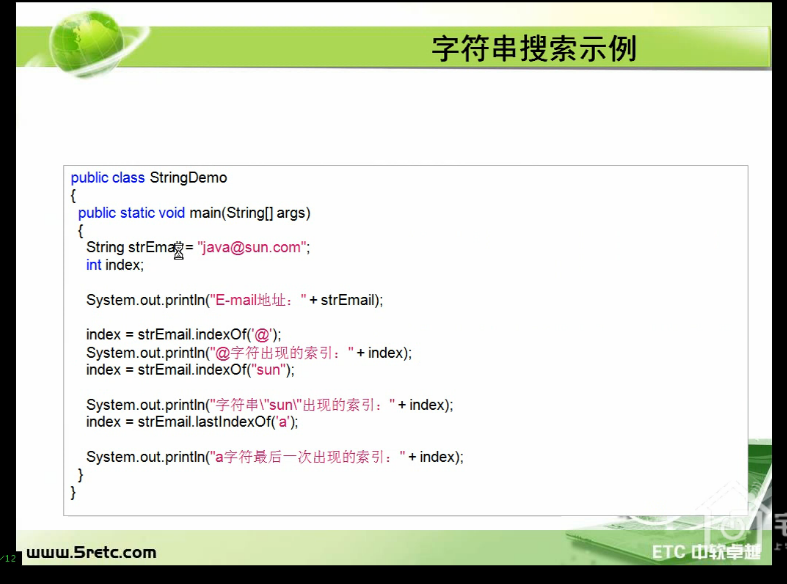 字符串搜索示例
public class StringDemo
{
public static void main(String[] args)
{
String strEmail = "java@sun.com";
int index;
System.out.println("E-mail地址：" + strEmail);
index = strEmail.indexOf('@');
System.out.println("@字符出现的索引：" + index);
index = strEmail.indexOf("sun");
System.out.println("字符串\"sun\"出现的索引：" + index);
index = strEmail.lastIndexOf('a');
System.out.println("a字符最后一次出现的索引：" + index);
}
}
/12
www.5retc.com
ETC 中软卓越